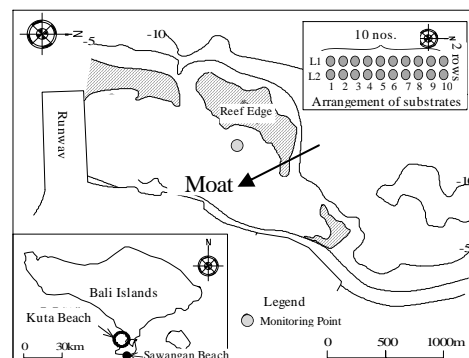 N
-5
-10
10 nos.
N
L1
L2
2 rows
1 2 3 4 5 6 7 8 9 10
Arrangement of substrates
Runway
Reef Edge
Moat
-10
-5
N
Bali Islands
Kuta Beach
0 30km
Sawangan Beach
Legend
Monitoring Point
0 500 1000m